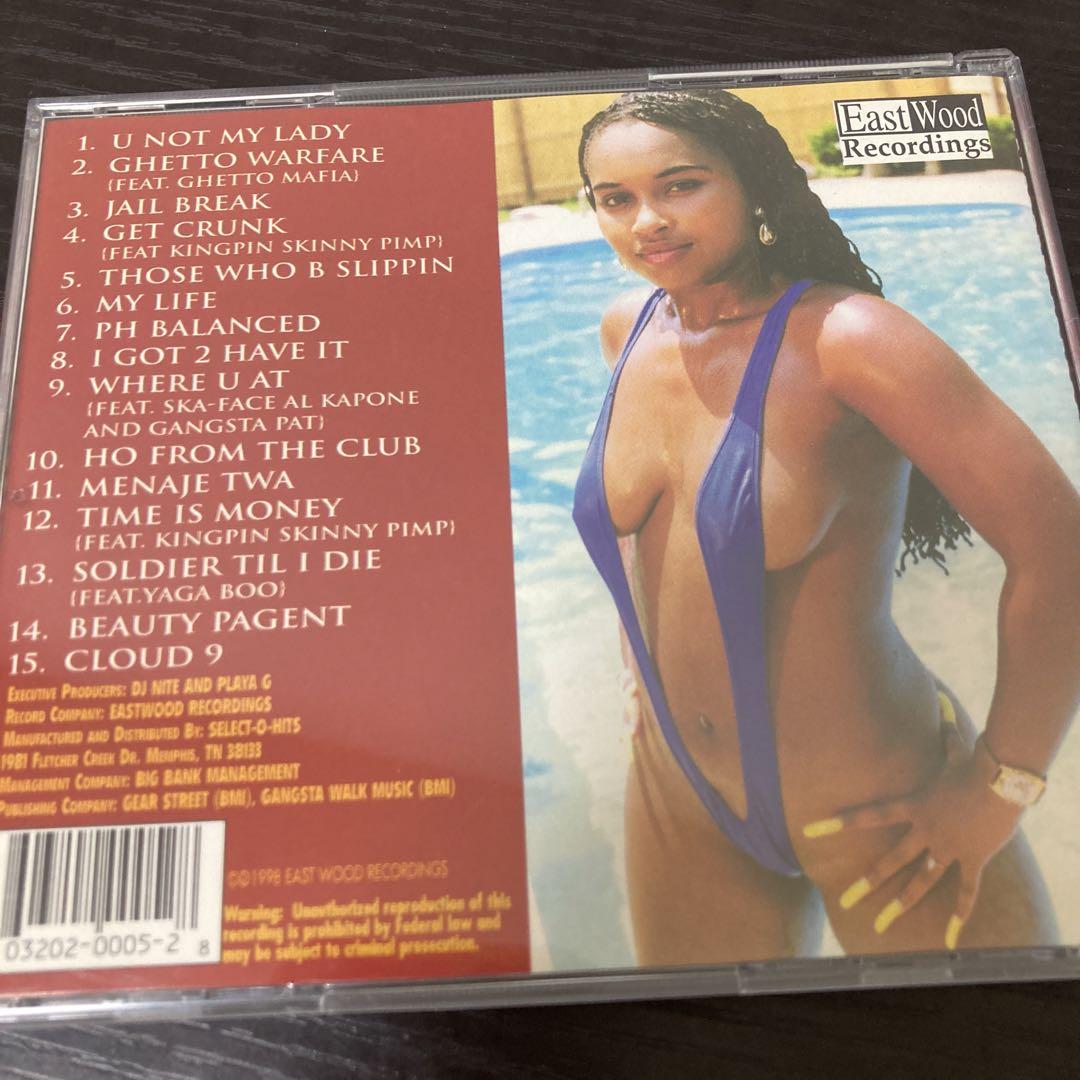 1. U NOT MY LADY
2. GHETTO WARFARE
{FEAT. GHETTO MAFIA}
3. JAIL BREAK
4. GET CRUNK
{FEAT KINGPIN SKINNY PIMP}
5. THOSE WHO B SLIPPIN
6. MY LIFE
7. PH BALANCED
8. I GOT 2 HAVE IT
9. WHERE U AT
{FEAT. SKA-FACE AL KAPONE
AND GANGSTA PAT}
10. HO FROM THE CLUB
11. MENAJE TWA
12. TIME IS MONEY
{FEAT. KINGPIN SKINNY PIMP}
13. SOLDIER TIL I DIE
{FEAT.YAGA BOO}
14. BEAUTY PAGENT
15. CLOUD 9
EXECUTIVE PRODUCERS: DJ NITE AND PLAYA G
RECORD COMPANY: EASTWOOD RECORDINGS
MANUFACTURED AND DISTRIBUTED BY: SELECT-O-HITS
1981 FLETCHER CREEK DR. MEMPHIS, TN 38133
MANAGEMENT COMPANY: BIG BANK MANAGEMENT
PUBLISHING COMPANY: GEAR STREET (BMI), GANGSTA WALK MUSIC (BMI)
©℗1998 EAST WOOD RECORDINGS
Warning: Unauthorized reproduction of this
recording is prohibited by Federal law and
may be subject to criminal prosecution.
03202-0005-2 8
East Wood
Recordings